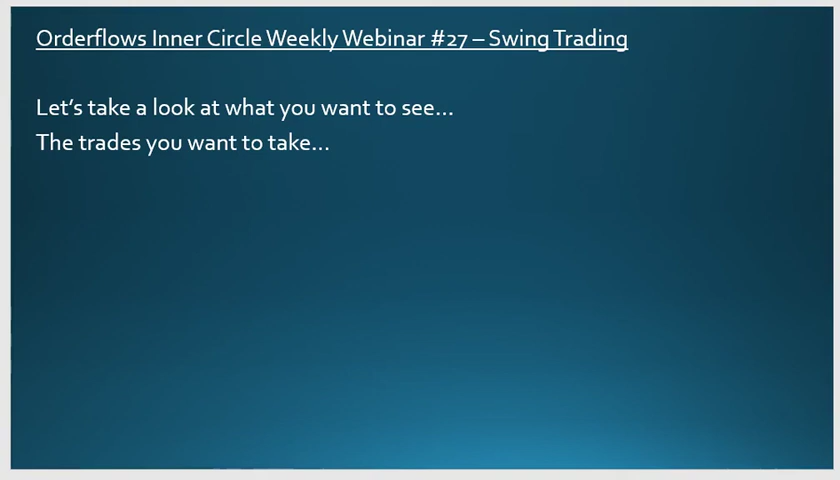 Orderflows Inner Circle Weekly Webinar #27 – Swing Trading
Let’s take a look at what you want to see…
The trades you want to take…